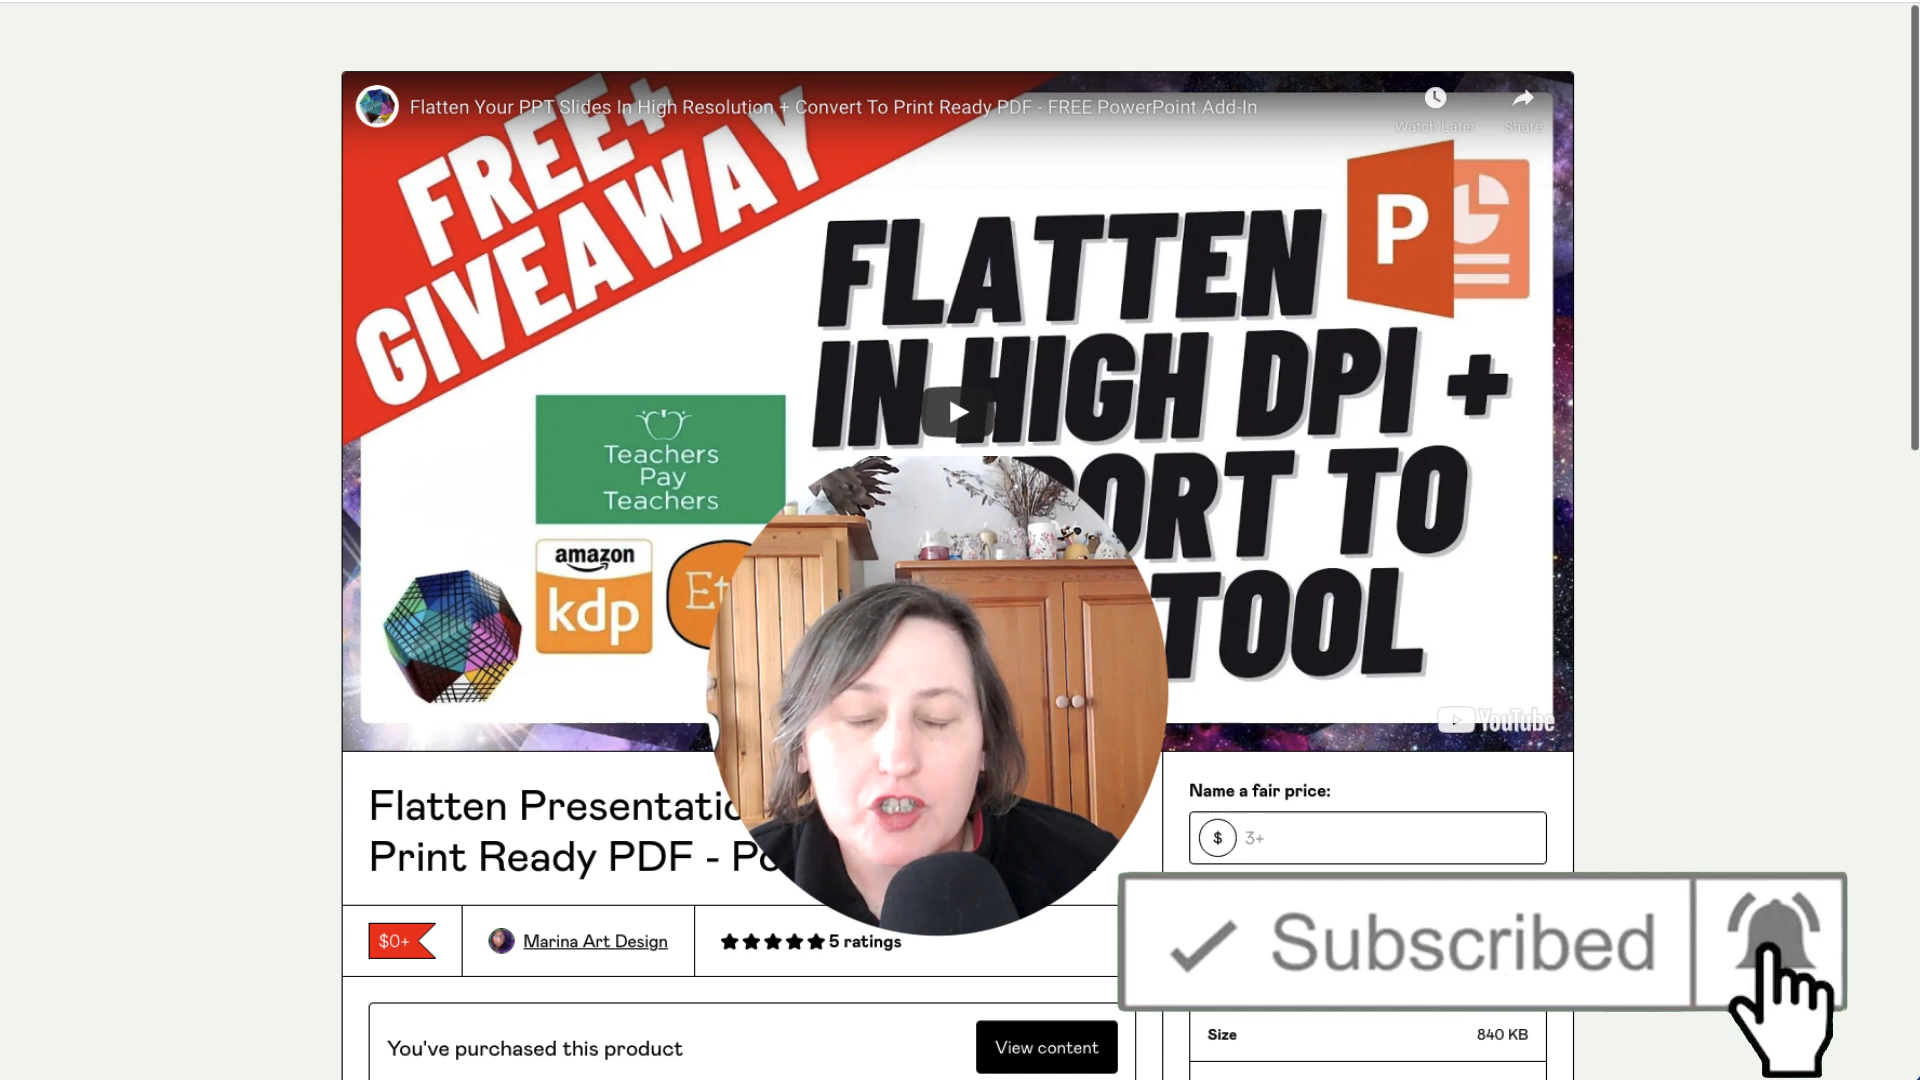 Flatten Your PPT Slides In High Resolution + Convert To Print Ready PDF - FREE PowerPoint Add-In
Watch Later
Share
FREE+
GIVEAWAY
P
FLATTEN
IN HIGH DPI +
TO
TOOL
Teachers
Pay
Teachers
amazon
kdp
YouTube
Flatten
Print Ready PDF -
Name a fair price:
$ 3+
$0+
Marina Art Design
5 ratings
Subscribed
Size
840 KB
You've purchased this product
View content